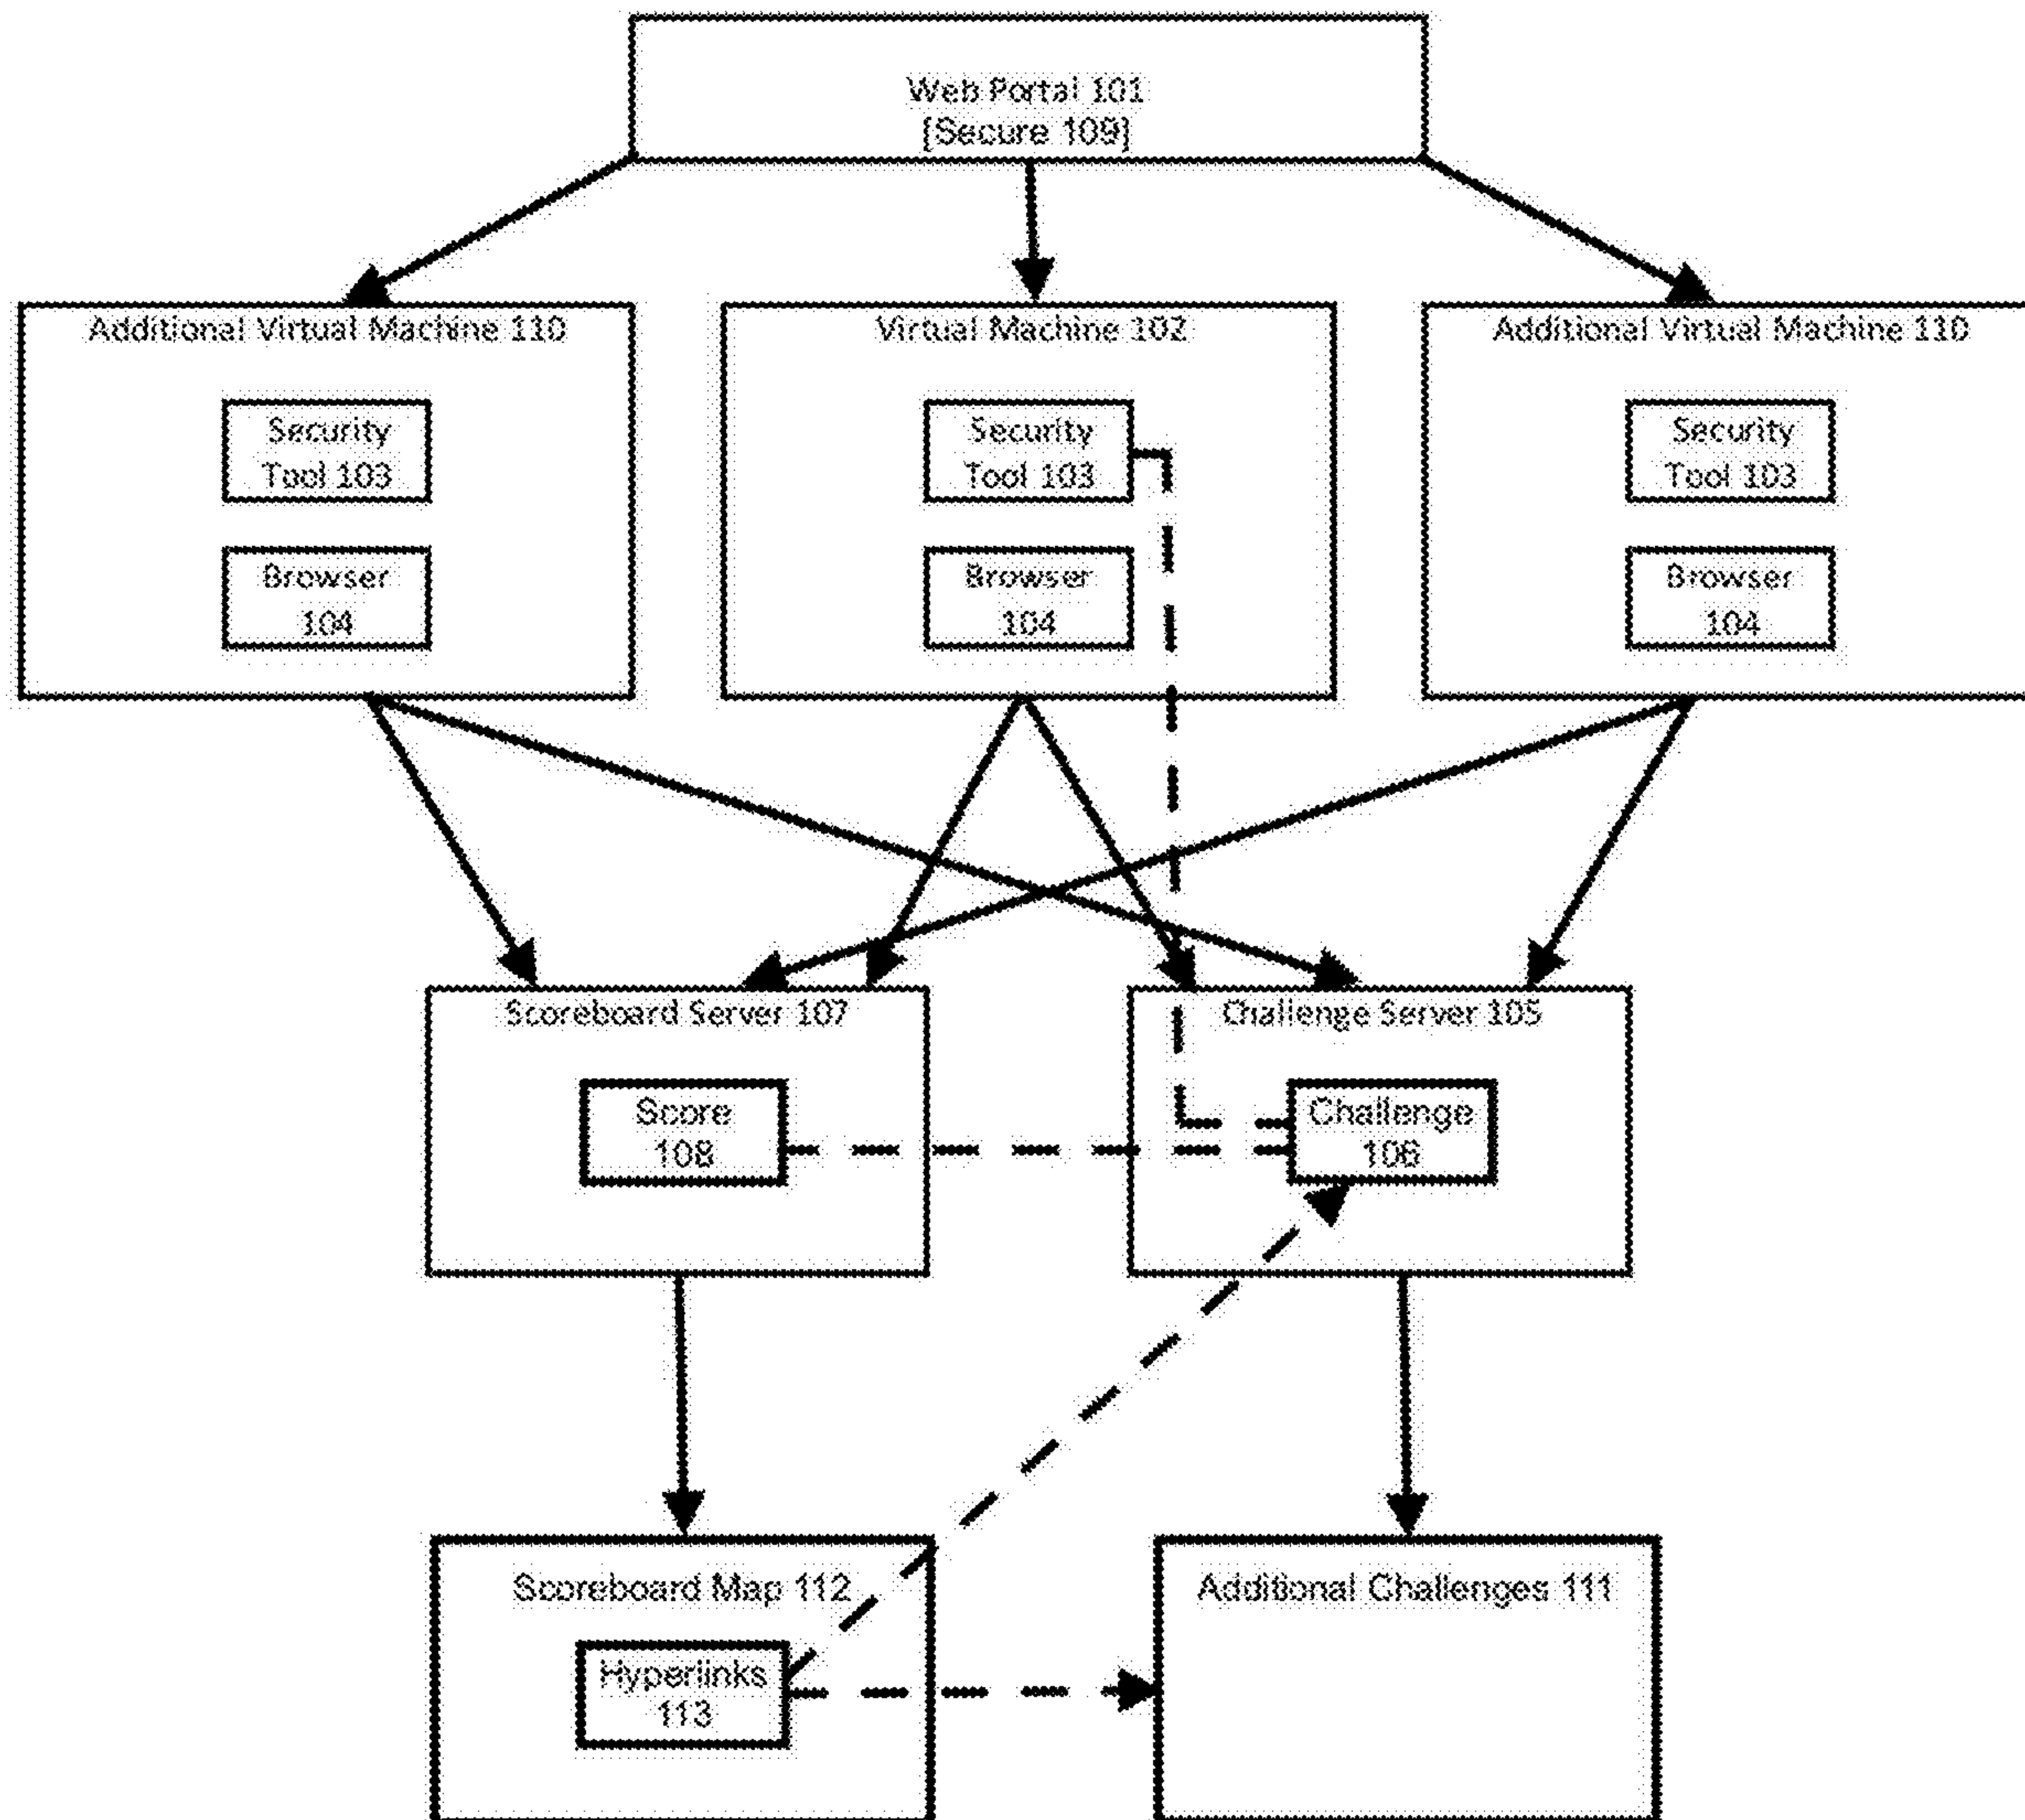 Web Portal 101
[Secure 109]
Additional Virtual Machine 110
Security
Tool 103
Browser
104
Virtual Machine 102
Security
Tool 103
Browser
104
Additional Virtual Machine 110
Security
Tool 103
Browser
104
Scoreboard Server 107
Score
108
Challenge Server 105
Challenge
106
Scoreboard Map 112
Hyperlinks
113
Additional Challenges 111